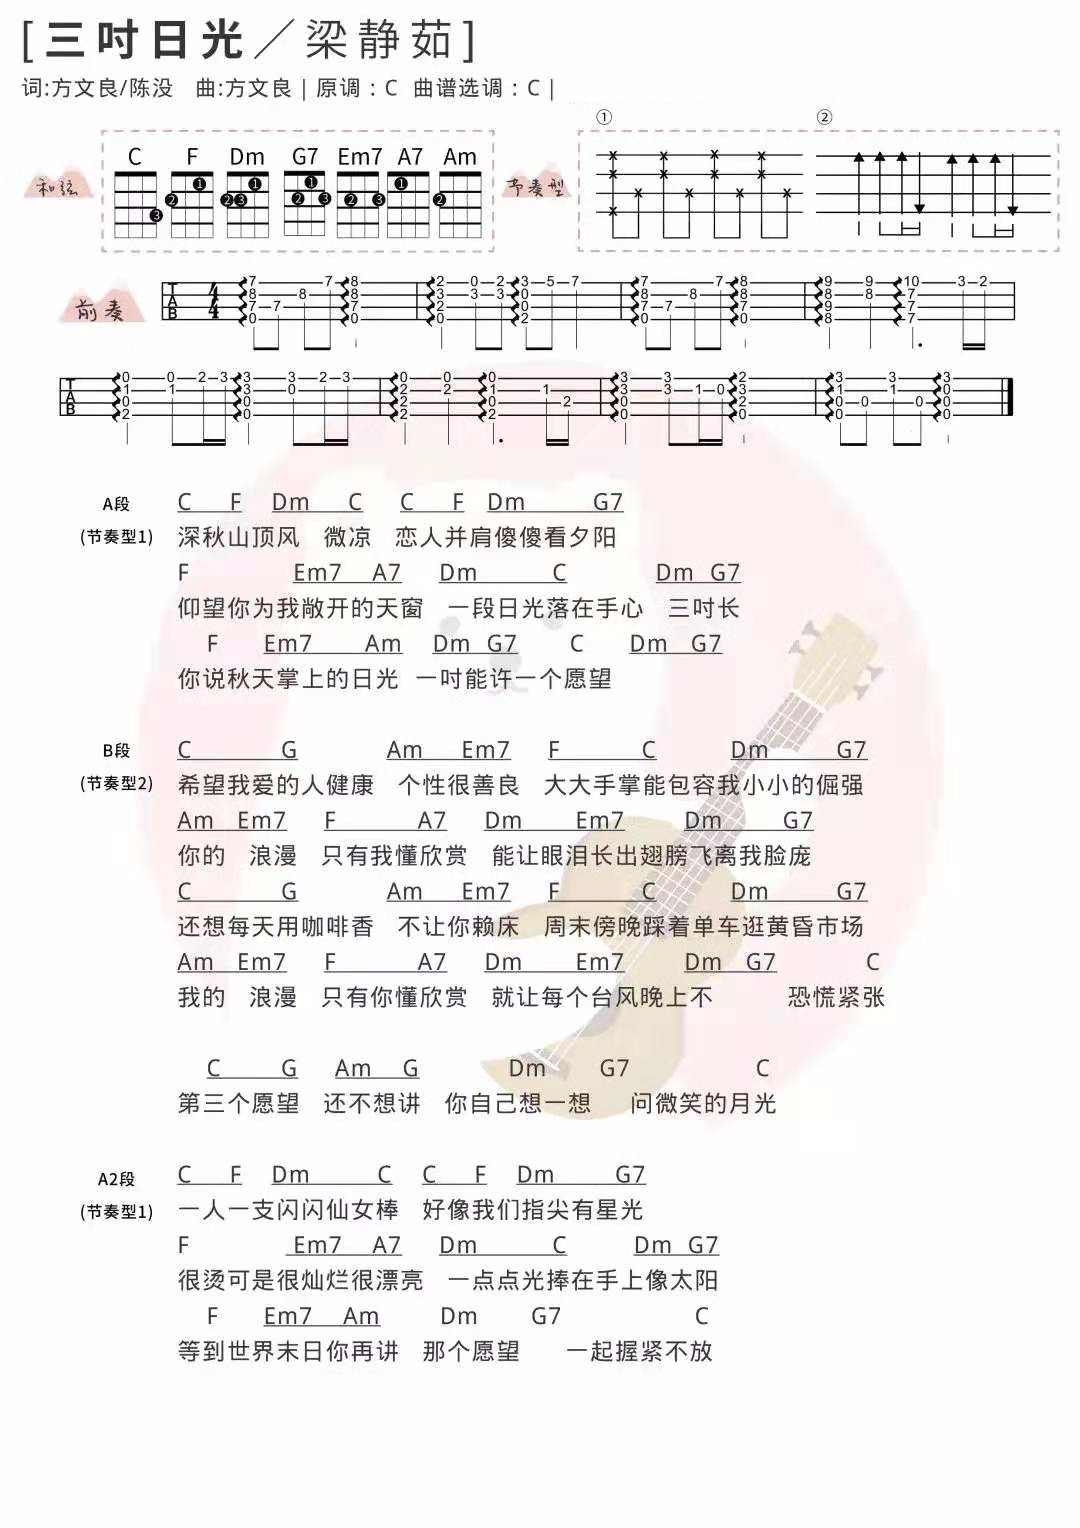 [三吋日光／梁静茹]
词:方文良/陈没 曲:方文良 | 原调：C 曲谱选调：C |
① ②
和弦 C F Dm G7 Em7 A7 Am 节奏型
前奏
A段 C F Dm C C F Dm G7
(节奏型1) 深秋山顶风 微凉 恋人并肩傻傻看夕阳
F Em7 A7 Dm C Dm G7
仰望你为我敞开的天窗 一段日光落在手心 三吋长
F Em7 Am Dm G7 C Dm G7
你说秋天掌上的日光 一吋能许一个愿望
B段 C G Am Em7 F C Dm G7
(节奏型2) 希望我爱的人健康 个性很善良 大大手掌能包容我小小的倔强
Am Em7 F A7 Dm Em7 Dm G7
你的 浪漫 只有我懂欣赏 能让眼泪长出翅膀飞离我脸庞
C G Am Em7 F C Dm G7
还想每天用咖啡香 不让你赖床 周末傍晚踩着单车逛黄昏市场
Am Em7 F A7 Dm Em7 Dm G7 C
我的 浪漫 只有你懂欣赏 就让每个台风晚上不 恐慌紧张
C G Am G Dm G7 C
第三个愿望 还不想讲 你自己想一想 问微笑的月光
A2段 C F Dm C C F Dm G7
(节奏型1) 一人一支闪闪仙女棒 好像我们指尖有星光
F Em7 A7 Dm C Dm G7
很烫可是很灿烂很漂亮 一点点光捧在手上像太阳
F Em7 Am Dm G7 C
等到世界末日你再讲 那个愿望 一起握紧不放